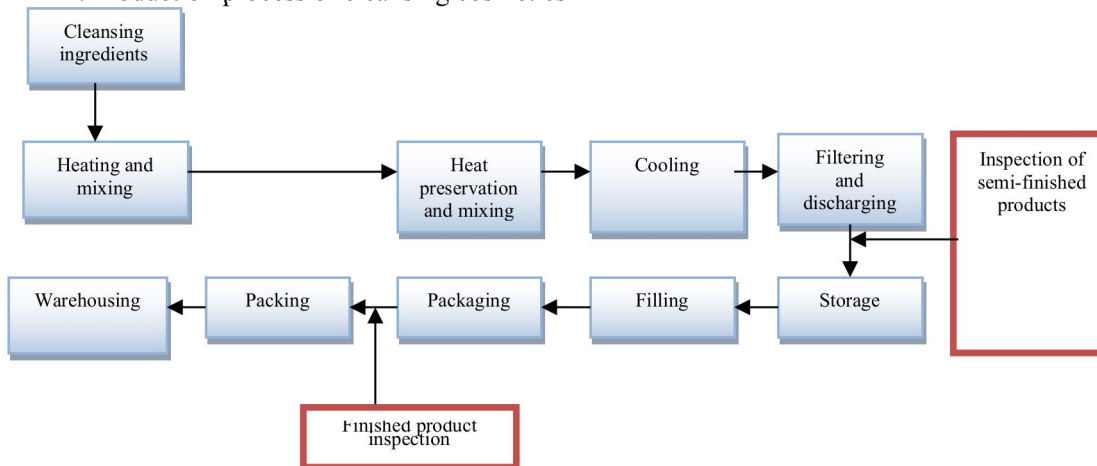 Cleansing
ingredients
Heating and
mixing
Heat
preservation
and mixing
Cooling
Filtering
and
discharging
Inspection of
semi-finished
products
Warehousing
Packing
Packaging
Filling
Storage
Finished product
inspection